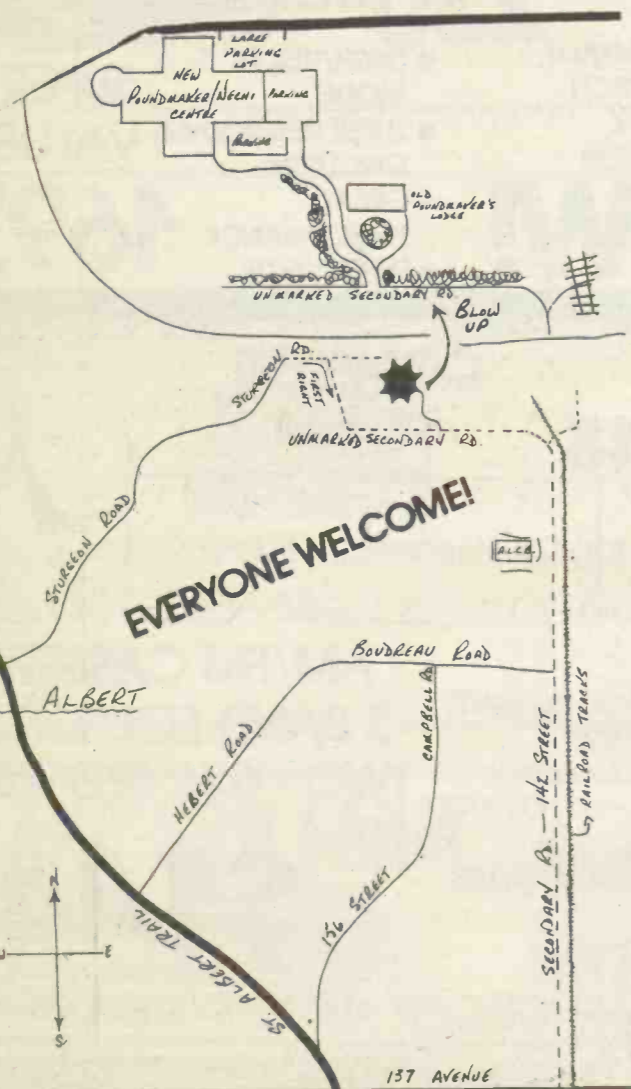 LARGE
PARKING
LOT
NEW
POUNDMAKER/NECHI
CENTRE
PARKING
PARKING
OLD
POUNDMAKER'S
LODGE
UNMARKED SECONDARY RD.
BLOW
UP
STURGEON RD.
FIRST
RIGHT
UNMARKED SECONDARY RD.
STURGEON ROAD
EVERYONE WELCOME!
A.L.C.B.
BOUDREAU ROAD
ALBERT
CAMPBELL RD.
HEBERT ROAD
SECONDARY RD. - 142 STREET
RAILROAD TRACKS
156 STREET
ST. ALBERT TRAIL
N
E
S
137 AVENUE